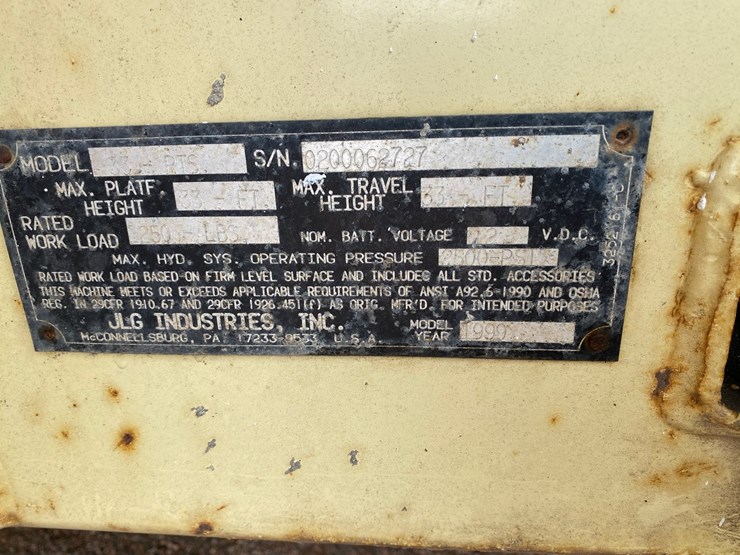 MODEL - RTS S/N. 0200062727
MAX. PLATF. HEIGHT 33 - FT. MAX. TRAVEL HEIGHT 33 - FT.
RATED WORK LOAD - LBS. NOM. BATT. VOLTAGE 12 V.D.C.
MAX. HYD. SYS. OPERATING PRESSURE 2500-PSI
RATED WORK LOAD BASED ON FIRM LEVEL SURFACE AND INCLUDES ALL STD. ACCESSORIES
THIS MACHINE MEETS OR EXCEEDS APPLICABLE REQUIREMENTS OF ANSI A92.6-1990 AND OSHA
REG. IN 29CFR 1910.67 AND 29CFR 1926.451(f) AS ORIG. MFR'D. FOR INTENDED PURPOSES
JLG INDUSTRIES, INC. MODEL YEAR 1999
McCONNELLSBURG, PA. 17233-9533 U.S.A.